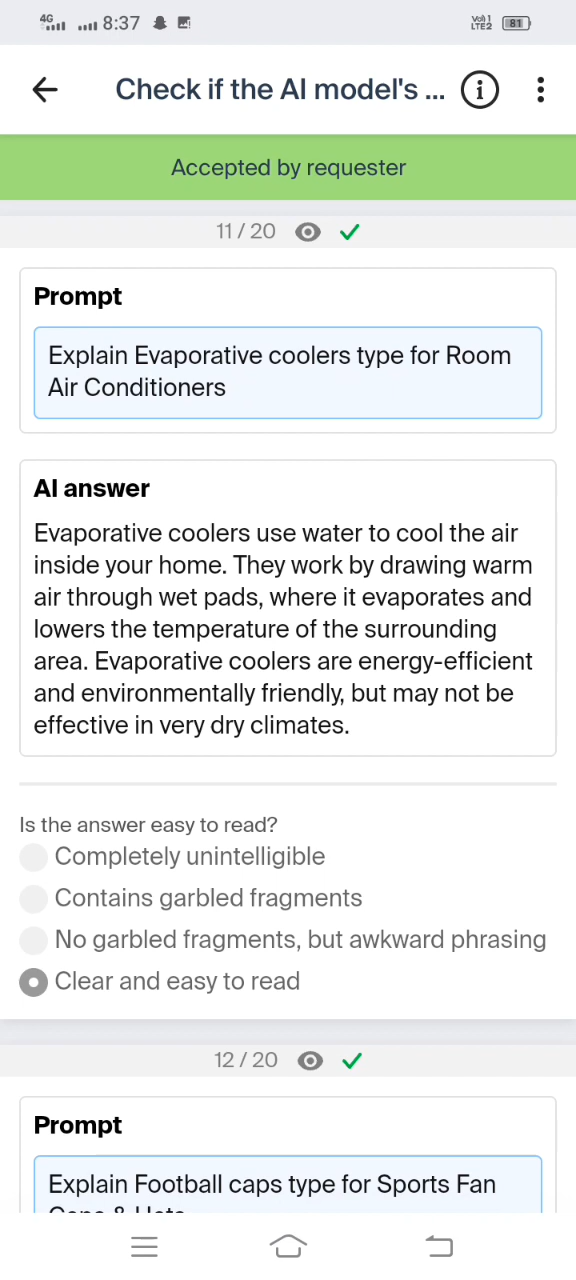 4G 8:37 Vo) 1 LTE2 81
Check if the AI model's ...
Accepted by requester
11 / 20
Prompt
Explain Evaporative coolers type for Room
Air Conditioners
AI answer
Evaporative coolers use water to cool the air
inside your home. They work by drawing warm
air through wet pads, where it evaporates and
lowers the temperature of the surrounding
area. Evaporative coolers are energy-efficient
and environmentally friendly, but may not be
effective in very dry climates.
Is the answer easy to read?
Completely unintelligible
Contains garbled fragments
No garbled fragments, but awkward phrasing
Clear and easy to read
12 / 20
Prompt
Explain Football caps type for Sports Fan